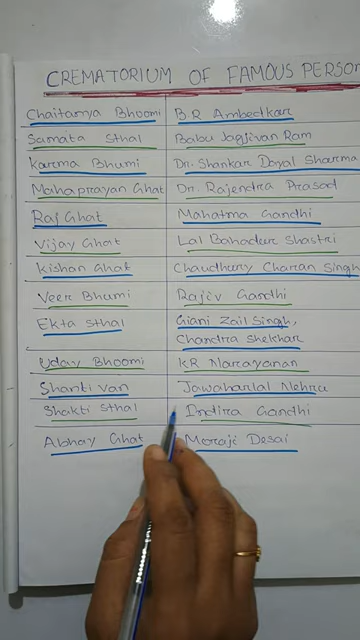 CREMATORIUM OF FAMOUS PERSON
Chaitanya Bhoomi B R Ambedkar
Samata Sthal Babu Jagjivan Ram
Karma Bhumi Dr. Shankar Dayal Sharma
Mahaprayan Ghat Dr. Rajendra Prasad
Raj Ghat Mahatma Gandhi
Vijay Ghat Lal Bahadur Shastri
Kishan Ghat Chaudhury Charan Singh
Veer Bhumi Rajiv Gandhi
Ekta Sthal Giani Zail Singh,
Chandra Shekhar
Uday Bhoomi KR Narayanan
Shanti van Jawaharlal Nehru
Shakti Sthal Indira Gandhi
Abhay Ghat Moraji Desai